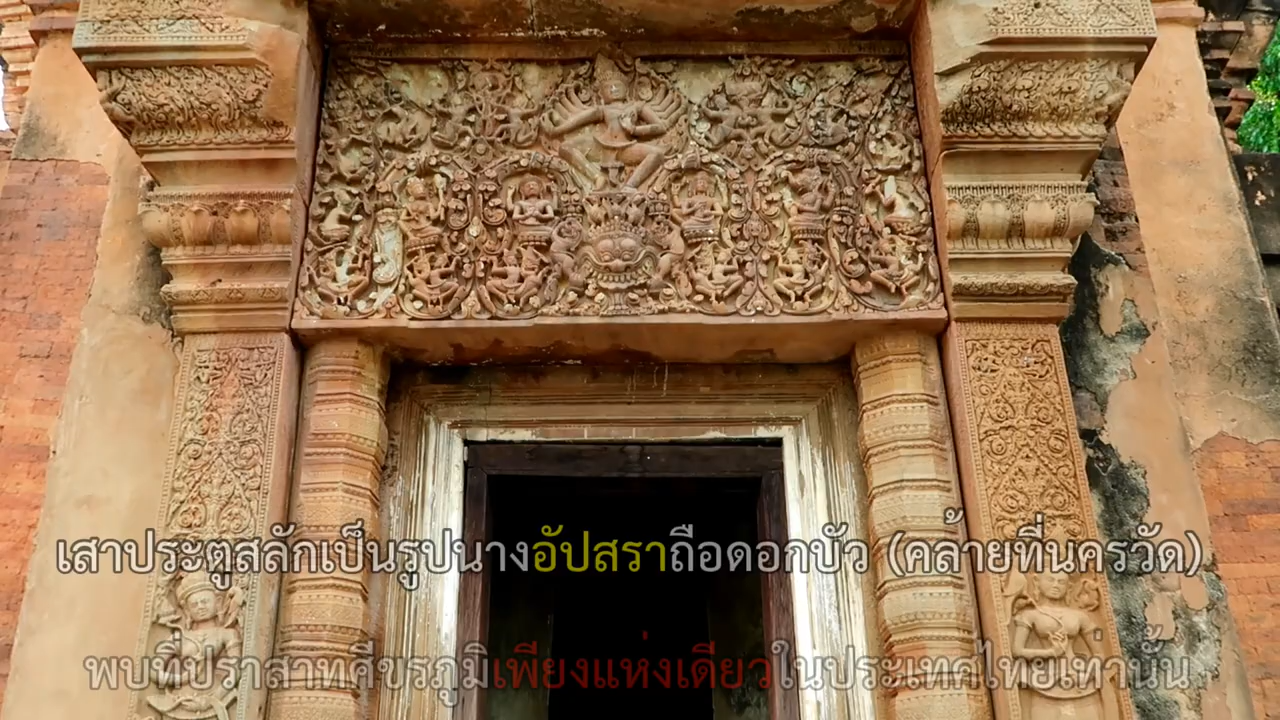 เสาประตูสลักเป็นรูปนางอัปสราถือดอกบัว (คล้ายที่นครวัด)
พบที่ปราสาทศีขรภูมิเพียงแห่งเดียวในประเทศไทยเท่านั้น